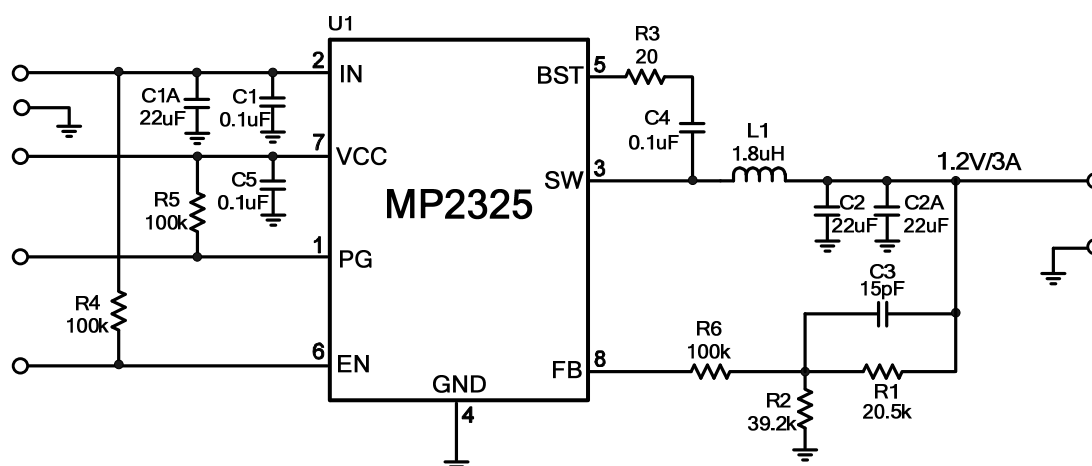 U1
2
IN
C1A
22uF
C1
0.1uF
7
VCC
R5
100k
C5
0.1uF
1
PG
R4
100k
6
EN
MP2325
GND
4
BST
5
R3
20
C4
0.1uF
SW
3
L1
1.8uH
1.2V/3A
C2
22uF
C2A
22uF
C3
15pF
FB
8
R6
100k
R2
39.2k
R1
20.5k